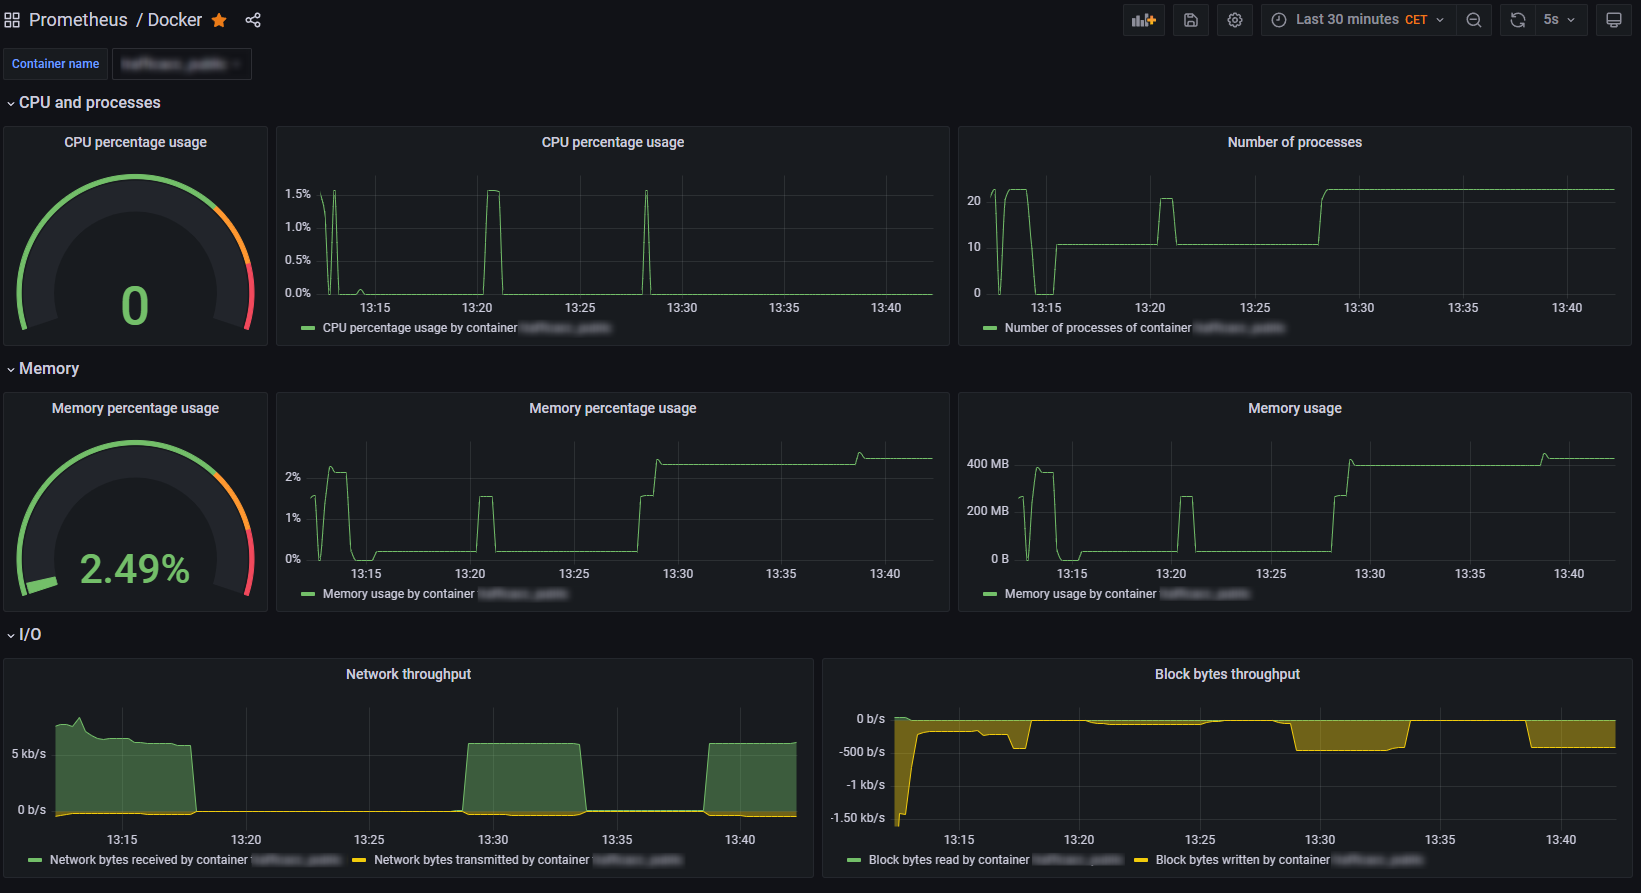 Prometheus / Docker
Last 30 minutes CET
5s
Container name
CPU and processes
CPU percentage usage
0
CPU percentage usage
1.5%
1.0%
0.5%
0.0%
13:15 13:20 13:25 13:30 13:35 13:40
CPU percentage usage by container
Number of processes
20
10
0
13:15 13:20 13:25 13:30 13:35 13:40
Number of processes of container
Memory
Memory percentage usage
2.49%
Memory percentage usage
2%
1%
0%
13:15 13:20 13:25 13:30 13:35 13:40
Memory usage by container
Memory usage
400 MB
200 MB
0 B
13:15 13:20 13:25 13:30 13:35 13:40
Memory usage by container
I/O
Network throughput
5 kb/s
0 b/s
13:15 13:20 13:25 13:30 13:35 13:40
Network bytes received by container Network bytes transmitted by container
Block bytes throughput
0 b/s
-500 b/s
-1 kb/s
-1.50 kb/s
13:15 13:20 13:25 13:30 13:35 13:40
Block bytes read by container Block bytes written by container